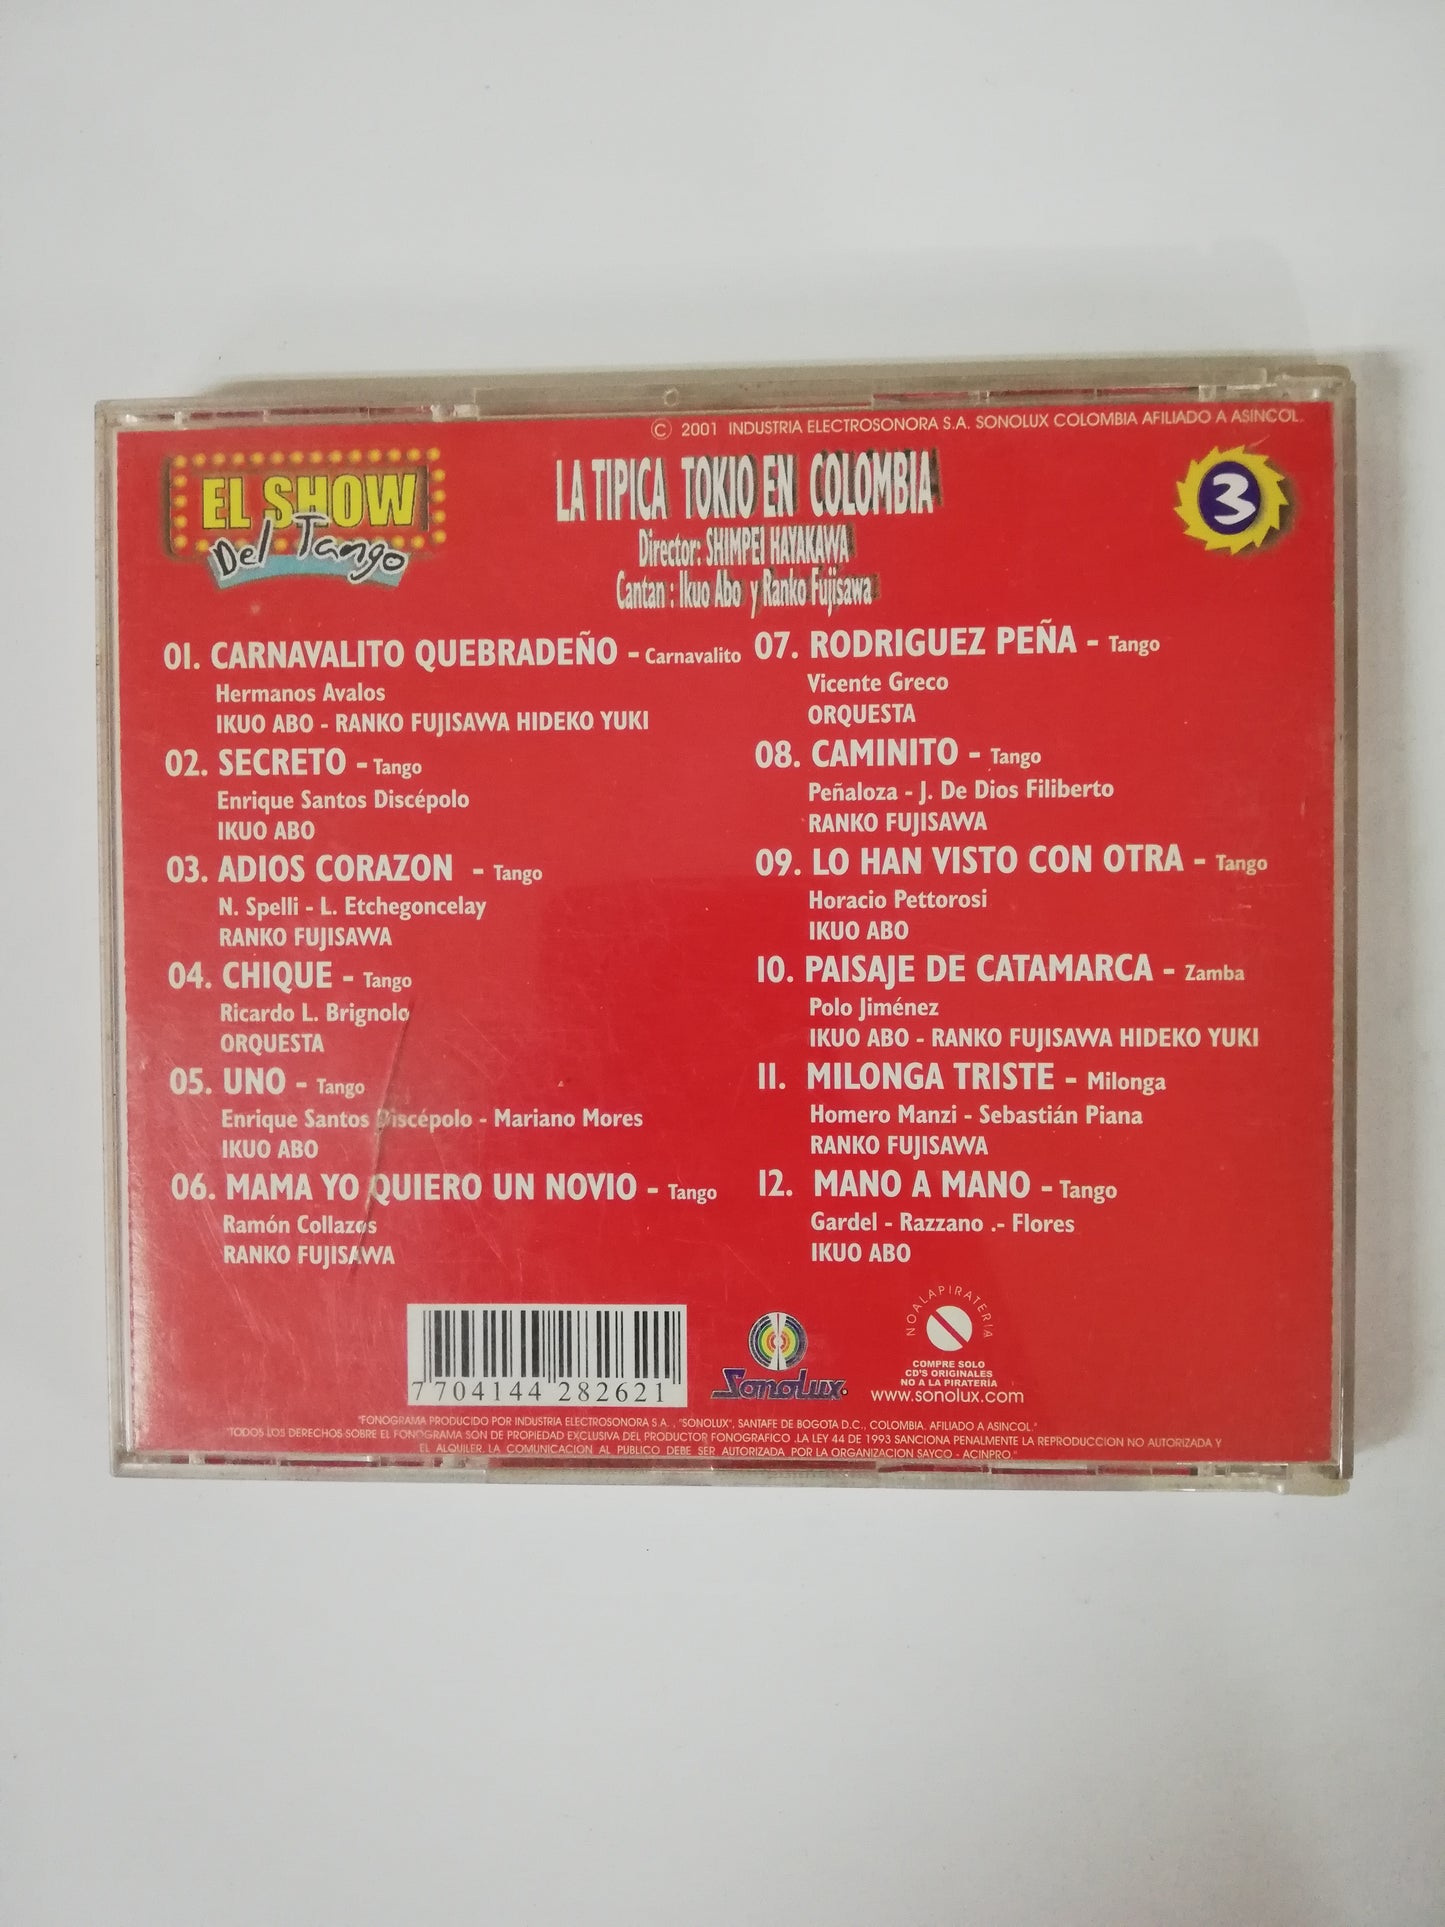 © 2001 INDUSTRIA ELECTROSONORA S.A. SONOLUX COLOMBIA AFILIADO A ASINCOL.
EL SHOW
Del Tango
LA TIPICA TOKIO EN COLOMBIA
Director: SHIMPEI HAYAKAWA
Cantan : Ikuo Abo y Ranko Fujisawa
3
01. CARNAVALITO QUEBRADEÑO - Carnavalito
Hermanos Avalos
IKUO ABO - RANKO FUJISAWA HIDEKO YUKI
02. SECRETO - Tango
Enrique Santos Discépolo
IKUO ABO
03. ADIOS CORAZON - Tango
N. Spelli - L. Etchegoncelay
RANKO FUJISAWA
04. CHIQUE - Tango
Ricardo L. Brignolo
ORQUESTA
05. UNO - Tango
Enrique Santos Discépolo - Mariano Mores
IKUO ABO
06. MAMA YO QUIERO UN NOVIO - Tango
Ramón Collazos
RANKO FUJISAWA
07. RODRIGUEZ PEÑA - Tango
Vicente Greco
ORQUESTA
08. CAMINITO - Tango
Peñaloza - J. De Dios Filiberto
RANKO FUJISAWA
09. LO HAN VISTO CON OTRA - Tango
Horacio Pettorosi
IKUO ABO
10. PAISAJE DE CATAMARCA - Zamba
Polo Jiménez
IKUO ABO - RANKO FUJISAWA HIDEKO YUKI
11. MILONGA TRISTE - Milonga
Homero Manzi - Sebastián Piana
RANKO FUJISAWA
12. MANO A MANO - Tango
Gardel - Razzano .- Flores
IKUO ABO
7 704144 282621
SonoLux.
NO A LA PIRATERIA
COMPRE SOLO
CD'S ORIGINALES
NO A LA PIRATERÍA
www.sonolux.com
"FONOGRAMA PRODUCIDO POR INDUSTRIA ELECTROSONORA S.A. , "SONOLUX", SANTAFE DE BOGOTA D.C., COLOMBIA. AFILIADO A ASINCOL."
"TODOS LOS DERECHOS SOBRE EL FONOGRAMA SON DE PROPIEDAD EXCLUSIVA DEL PRODUCTOR FONOGRAFICO .LA LEY 44 DE 1993 SANCIONA PENALMENTE LA REPRODUCCION NO AUTORIZADA Y
EL ALQUILER. LA COMUNICACION AL PUBLICO DEBE SER AUTORIZADA POR LA ORGANIZACION SAYCO - ACINPRO."